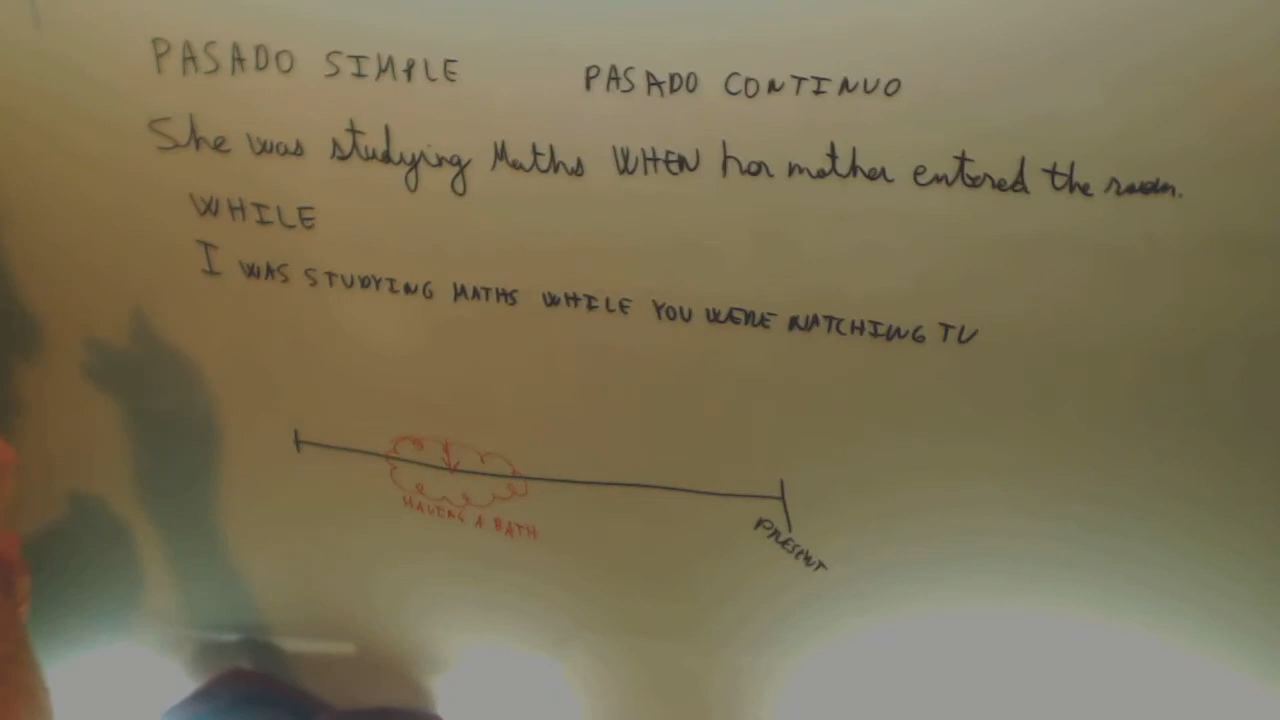 PASADO SIMPLE PASADO CONTINUO
She was studying Maths WHEN her mother entered the room.
WHILE
I WAS STUDYING MATHS WHILE YOU WERE WATCHING TV
HAVING A BATH
PRESENT